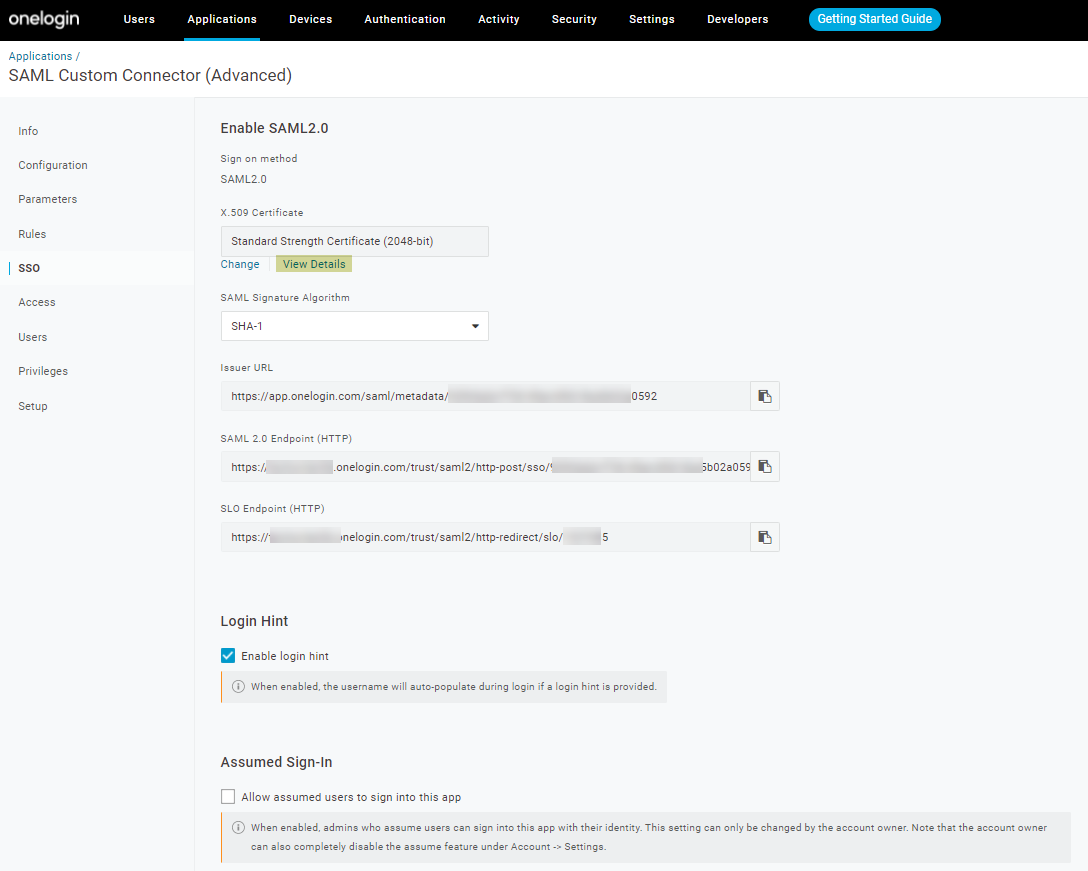 onelogin Users Applications Devices Authentication Activity Security Settings Developers Getting Started Guide
Applications /
SAML Custom Connector (Advanced)
Info
Configuration
Parameters
Rules
SSO
Access
Users
Privileges
Setup
Enable SAML2.0
Sign on method
SAML2.0
X.509 Certificate
Standard Strength Certificate (2048-bit)
Change View Details
SAML Signature Algorithm
SHA-1
Issuer URL
https://app.onelogin.com/saml/metadata/ 0592
SAML 2.0 Endpoint (HTTP)
https:// .onelogin.com/trust/saml2/http-post/sso/ 5b02a059
SLO Endpoint (HTTP)
https:// onelogin.com/trust/saml2/http-redirect/slo/ 5
Login Hint
Enable login hint
When enabled, the username will auto-populate during login if a login hint is provided.
Assumed Sign-In
Allow assumed users to sign into this app
When enabled, admins who assume users can sign into this app with their identity. This setting can only be changed by the account owner. Note that the account owner
can also completely disable the assume feature under Account -> Settings.